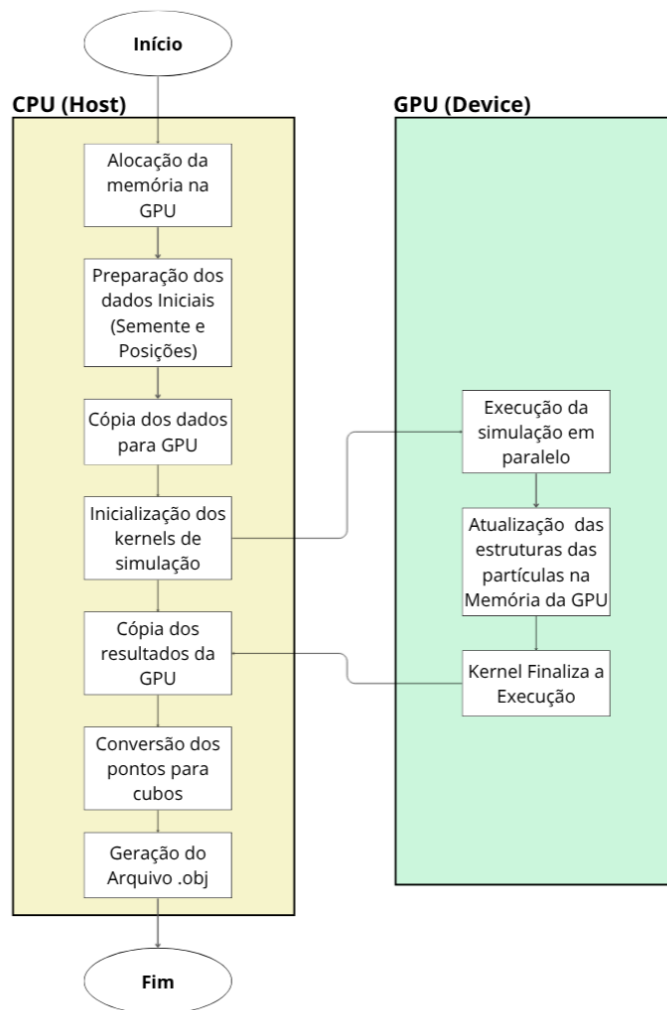 Início
CPU (Host)
Alocação da
memória na
GPU
Preparação dos
dados Iniciais
(Semente e
Posições)
Cópia dos dados
para GPU
Inicialização dos
kernels de
simulação
Cópia dos
resultados da
GPU
Conversão dos
pontos para
cubos
Geração do
Arquivo .obj
Fim
GPU (Device)
Execução da
simulação em
paralelo
Atualização das
estruturas das
partículas na
Memória da GPU
Kernel Finaliza a
Execução